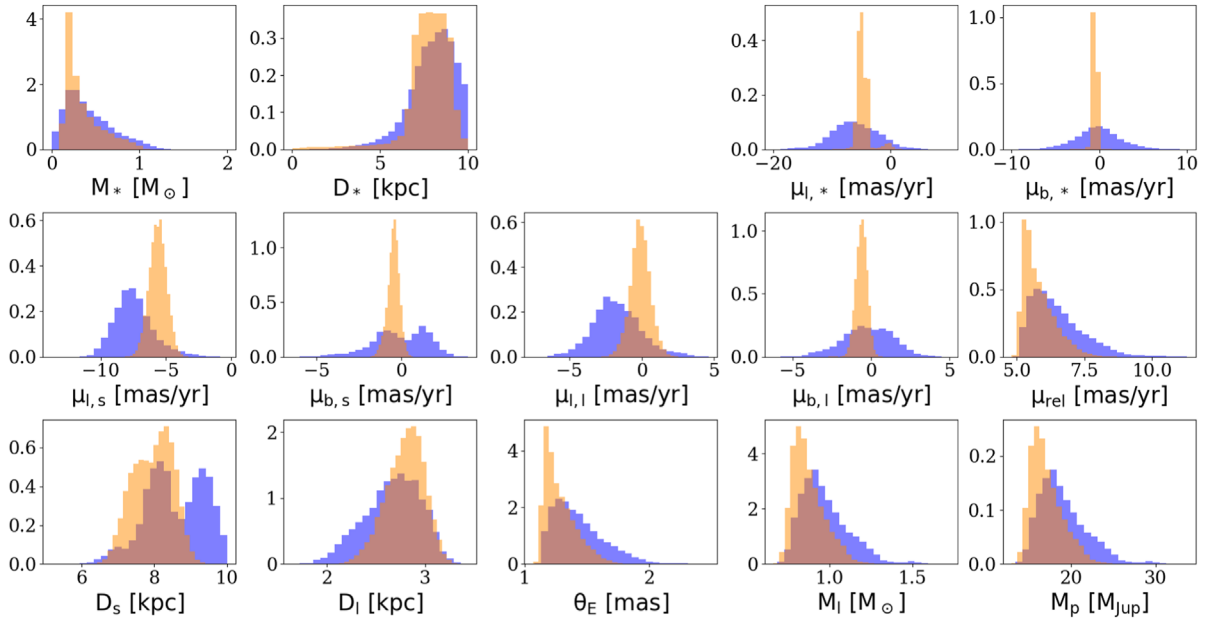 4
2
0
0 1 2
M* [M⊙]
0.3
0.2
0.1
0.0
0 5 10
D* [kpc]
0.4
0.2
0.0
−20 0
μl,* [mas/yr]
1.0
0.5
0.0
−10 0 10
μb,* [mas/yr]
0.6
0.4
0.2
0.0
−10 −5 0
μl,s [mas/yr]
1.0
0.5
0.0
−5 0
μb,s [mas/yr]
0.6
0.4
0.2
0.0
−5 0 5
μl,l [mas/yr]
1.0
0.5
0.0
−5 0 5
μb,l [mas/yr]
1.0
0.5
0.0
5.0 7.5 10.0
μrel [mas/yr]
0.6
0.4
0.2
0.0
6 8 10
Ds [kpc]
2
1
0
2 3
Dl [kpc]
4
2
0
1 2
θE [mas]
4
2
0
1.0 1.5
Ml [M⊙]
0.2
0.1
0.0
20 30
Mp [MJup]